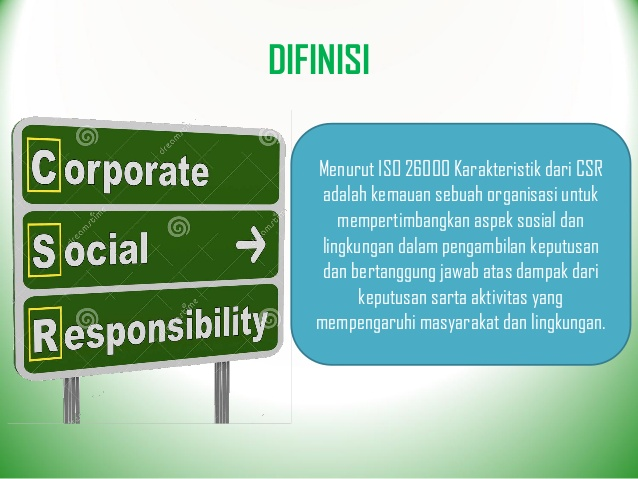 DIFINISI
Corporate
Social
Responsibility
Menurut ISO 26000 Karakteristik dari CSR
adalah kemauan sebuah organisasi untuk
mempertimbangkan aspek sosial dan
lingkungan dalam pengambilan keputusan
dan bertanggung jawab atas dampak dari
keputusan sarta aktivitas yang
mempengaruhi masyarakat dan lingkungan.